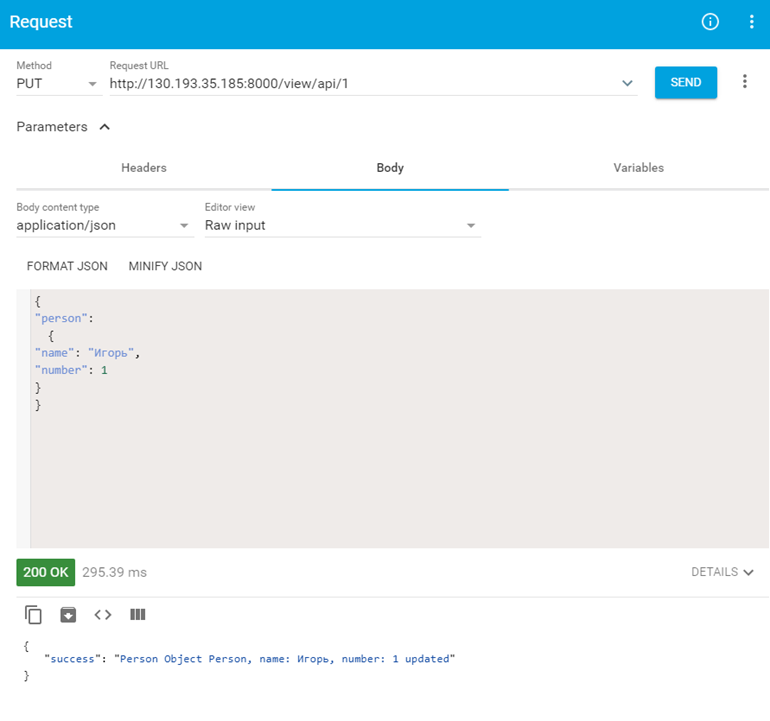 Request
Method
Request URL
PUT
http://130.193.35.185:8000/view/api/1
SEND
Parameters
Headers
Body
Variables
Body content type
Editor view
application/json
Raw input
FORMAT JSON
MINIFY JSON
{
"person":
{
"name": "Игорь",
"number": 1
}
}
200 OK
295.39 ms
DETAILS
{
"success": "Person Object Person, name: Игорь, number: 1 updated"
}